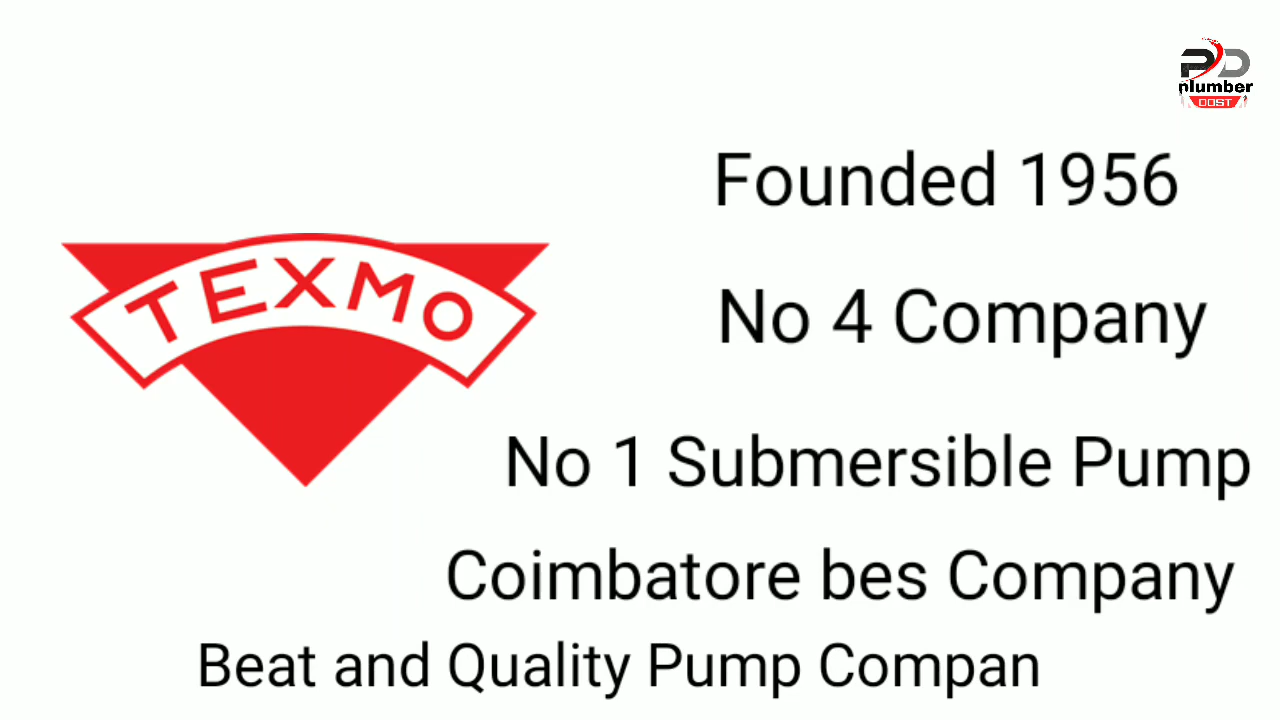 PD
plumber
DOST
Founded 1956
TEXMO
No 4 Company
No 1 Submersible Pump
Coimbatore bes Company
Beat and Quality Pump Compan